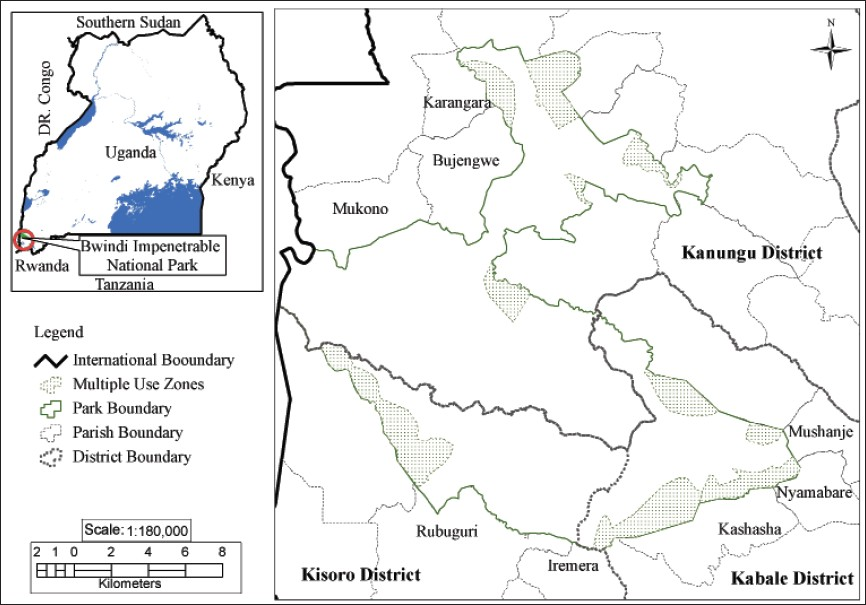 Southern Sudan
DR. Congo
Uganda
Kenya
Bwindi Impenetrable
National Park
Rwanda
Tanzania
Legend
International Boundary
Multiple Use Zones
Park Boundary
Parish Boundary
District Boundary
Scale: 1:180,000
2 1 0 2 4 6 8
Kilometers
N
Karangara
Bujengwe
Mukono
Kanungu District
Mushanje
Nyamabare
Kashasha
Rubuguri
Iremera
Kisoro District
Kabale District